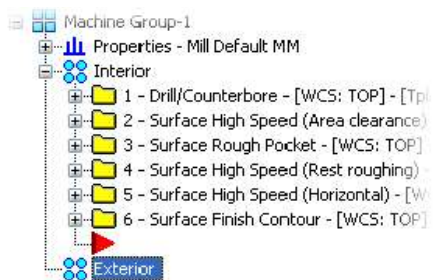 Machine Group-1
Properties - Mill Default MM
Interior
1 - Drill/Counterbore - [WCS: TOP] - [Tpl
2 - Surface High Speed (Area clearance)
3 - Surface Rough Pocket - [WCS: TOP]
4 - Surface High Speed (Rest roughing) -
5 - Surface High Speed (Horizontal) - [W
6 - Surface Finish Contour - [WCS: TOP]
Exterior